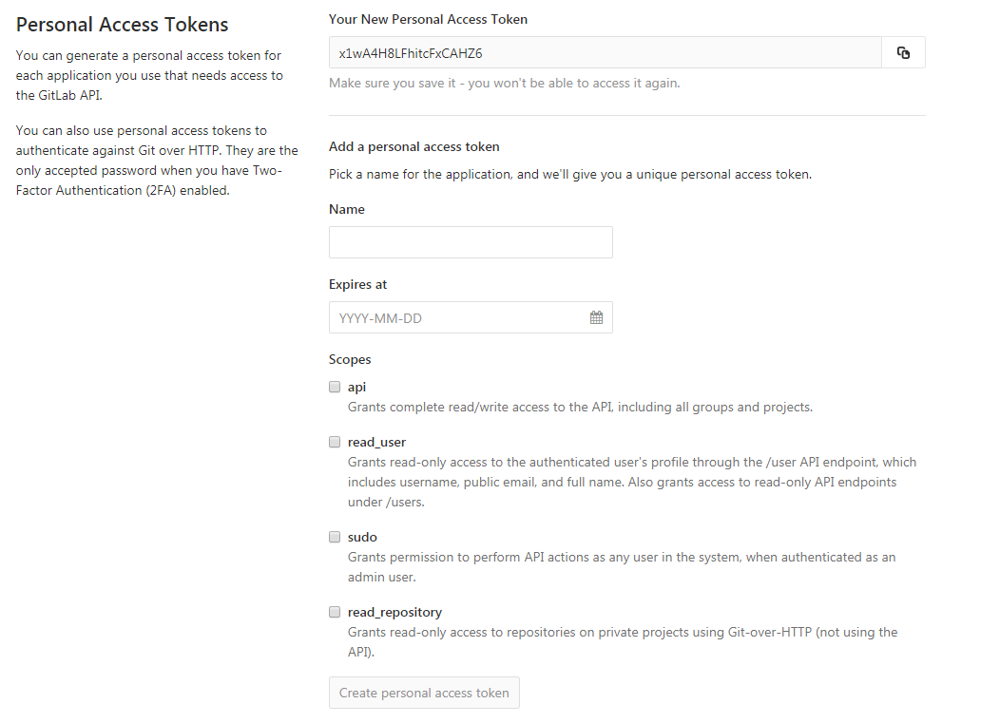 Personal Access Tokens
You can generate a personal access token for
each application you use that needs access to
the GitLab API.
You can also use personal access tokens to
authenticate against Git over HTTP. They are the
only accepted password when you have Two-
Factor Authentication (2FA) enabled.
Your New Personal Access Token
x1wA4H8LFhitcFxCAHZ6
Make sure you save it - you won't be able to access it again.
Add a personal access token
Pick a name for the application, and we'll give you a unique personal access token.
Name
Expires at
YYYY-MM-DD
Scopes
api
Grants complete read/write access to the API, including all groups and projects.
read_user
Grants read-only access to the authenticated user's profile through the /user API endpoint, which
includes username, public email, and full name. Also grants access to read-only API endpoints
under /users.
sudo
Grants permission to perform API actions as any user in the system, when authenticated as an
admin user.
read_repository
Grants read-only access to repositories on private projects using Git-over-HTTP (not using the
API).
Create personal access token